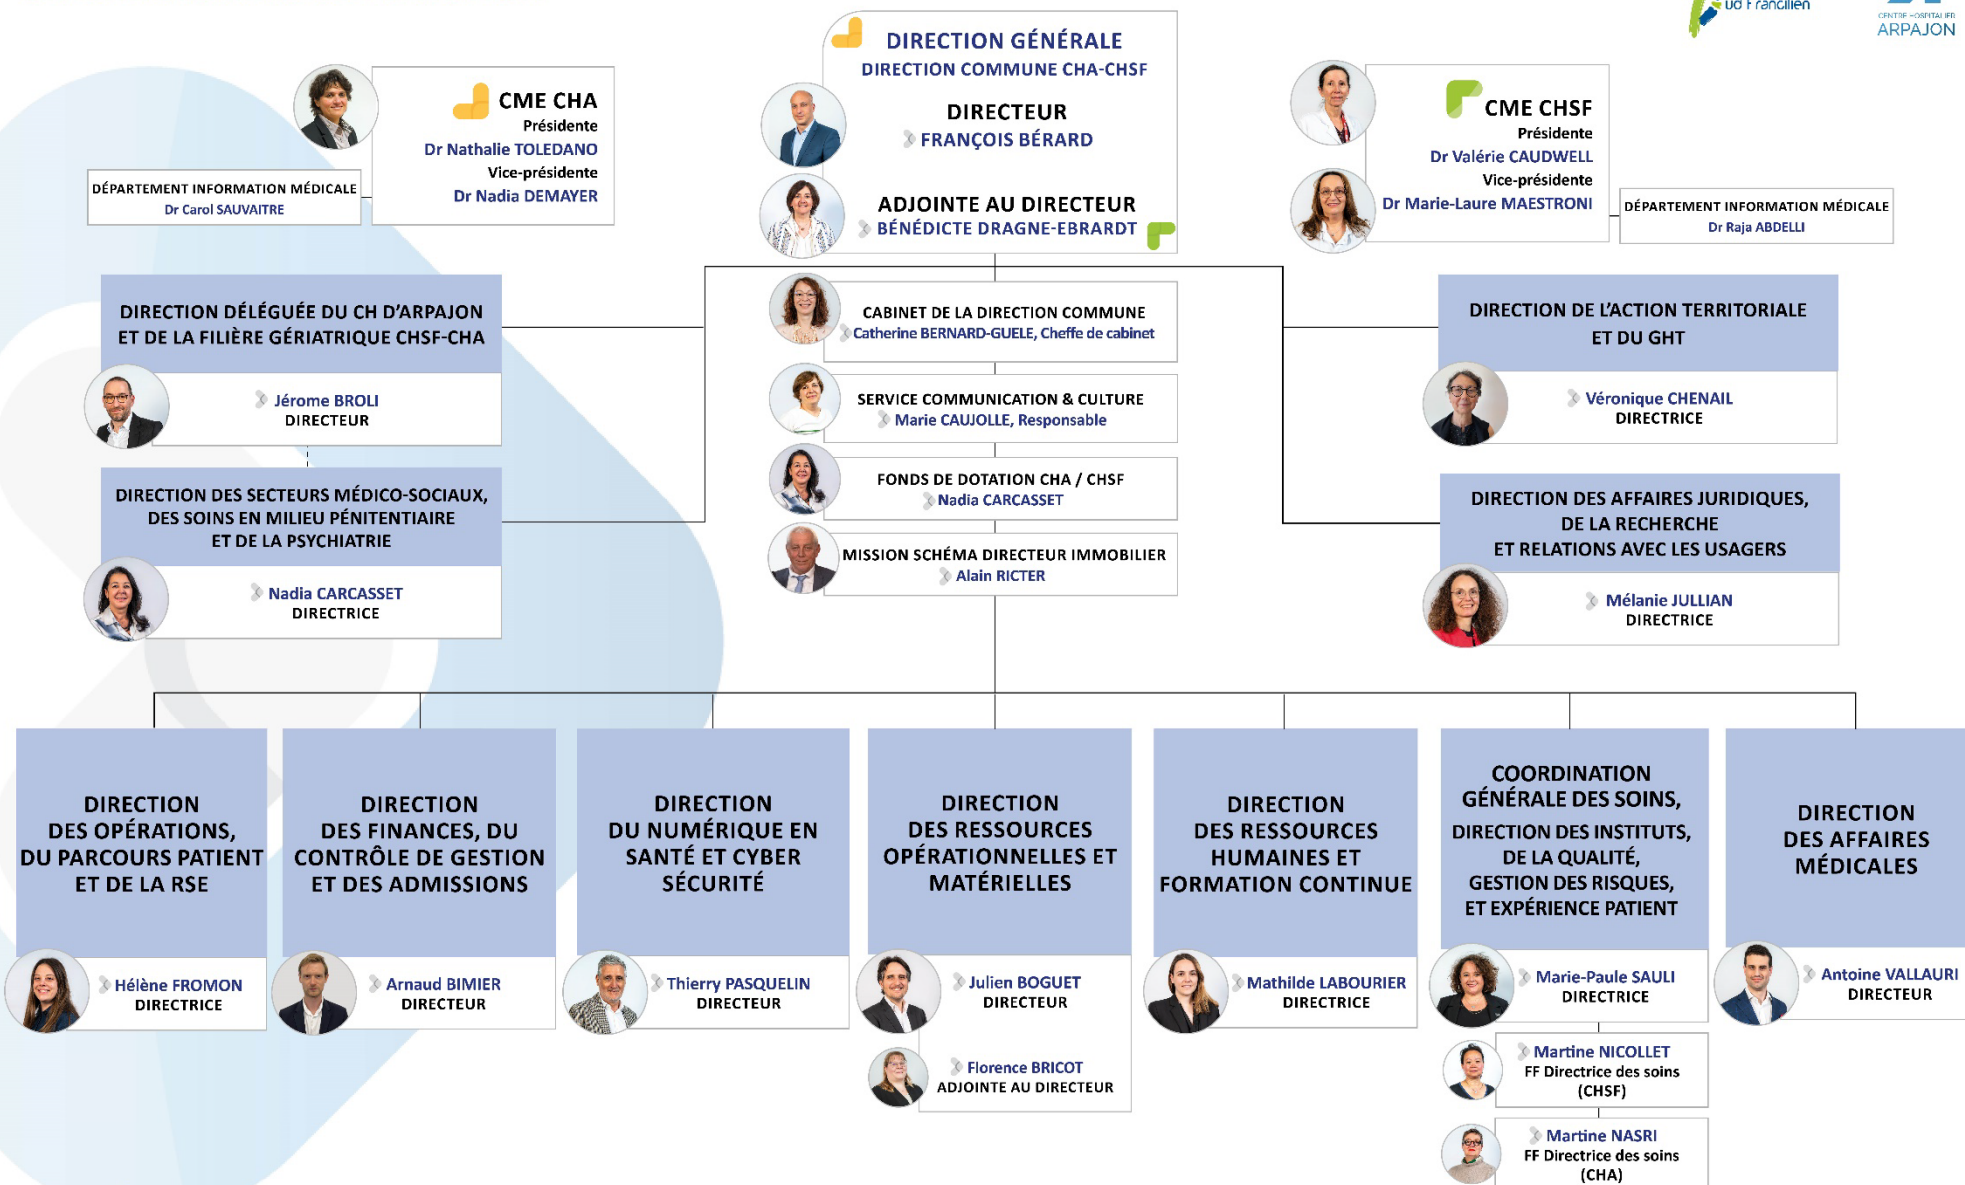 ud Francilien
CENTRE HOSPITALIER
ARPAJON
DIRECTION GÉNÉRALE
DIRECTION COMMUNE CHA-CHSF
DIRECTEUR
FRANÇOIS BÉRARD
ADJOINTE AU DIRECTEUR
BÉNÉDICTE DRAGNE-EBRARDT
CME CHA
Présidente
Dr Nathalie TOLEDANO
Vice-présidente
Dr Nadia DEMAYER
DÉPARTEMENT INFORMATION MÉDICALE
Dr Carol SAUVAITRE
CME CHSF
Présidente
Dr Valérie CAUDWELL
Vice-présidente
Dr Marie-Laure MAESTRONI
DÉPARTEMENT INFORMATION MÉDICALE
Dr Raja ABDELLI
DIRECTION DÉLÉGUÉE DU CH D'ARPAJON
ET DE LA FILIÈRE GÉRIATRIQUE CHSF-CHA
Jérome BROLI
DIRECTEUR
DIRECTION DES SECTEURS MÉDICO-SOCIAUX,
DES SOINS EN MILIEU PÉNITENTIAIRE
ET DE LA PSYCHIATRIE
Nadia CARCASSET
DIRECTRICE
CABINET DE LA DIRECTION COMMUNE
Catherine BERNARD-GUELE, Cheffe de cabinet
SERVICE COMMUNICATION & CULTURE
Marie CAUJOLLE, Responsable
FONDS DE DOTATION CHA / CHSF
Nadia CARCASSET
MISSION SCHÉMA DIRECTEUR IMMOBILIER
Alain RICTER
DIRECTION DE L'ACTION TERRITORIALE
ET DU GHT
Véronique CHENAIL
DIRECTRICE
DIRECTION DES AFFAIRES JURIDIQUES,
DE LA RECHERCHE
ET RELATIONS AVEC LES USAGERS
Mélanie JULLIAN
DIRECTRICE
DIRECTION
DES OPÉRATIONS,
DU PARCOURS PATIENT
ET DE LA RSE
Hélène FROMON
DIRECTRICE
DIRECTION
DES FINANCES, DU
CONTRÔLE DE GESTION
ET DES ADMISSIONS
Arnaud BIMIER
DIRECTEUR
DIRECTION
DU NUMÉRIQUE EN
SANTÉ ET CYBER
SÉCURITÉ
Thierry PASQUELIN
DIRECTEUR
DIRECTION
DES RESSOURCES
OPÉRATIONNELLES ET
MATÉRIELLES
Julien BOGUET
DIRECTEUR
Florence BRICOT
ADJOINTE AU DIRECTEUR
DIRECTION
DES RESSOURCES
HUMAINES ET
FORMATION CONTINUE
Mathilde LABOURIER
DIRECTRICE
COORDINATION
GÉNÉRALE DES SOINS,
DIRECTION DES INSTITUTS,
DE LA QUALITÉ,
GESTION DES RISQUES,
ET EXPÉRIENCE PATIENT
Marie-Paule SAULI
DIRECTRICE
Martine NICOLLET
FF Directrice des soins
(CHSF)
Martine NASRI
FF Directrice des soins
(CHA)
DIRECTION
DES AFFAIRES
MÉDICALES
Antoine VALLAURI
DIRECTEUR